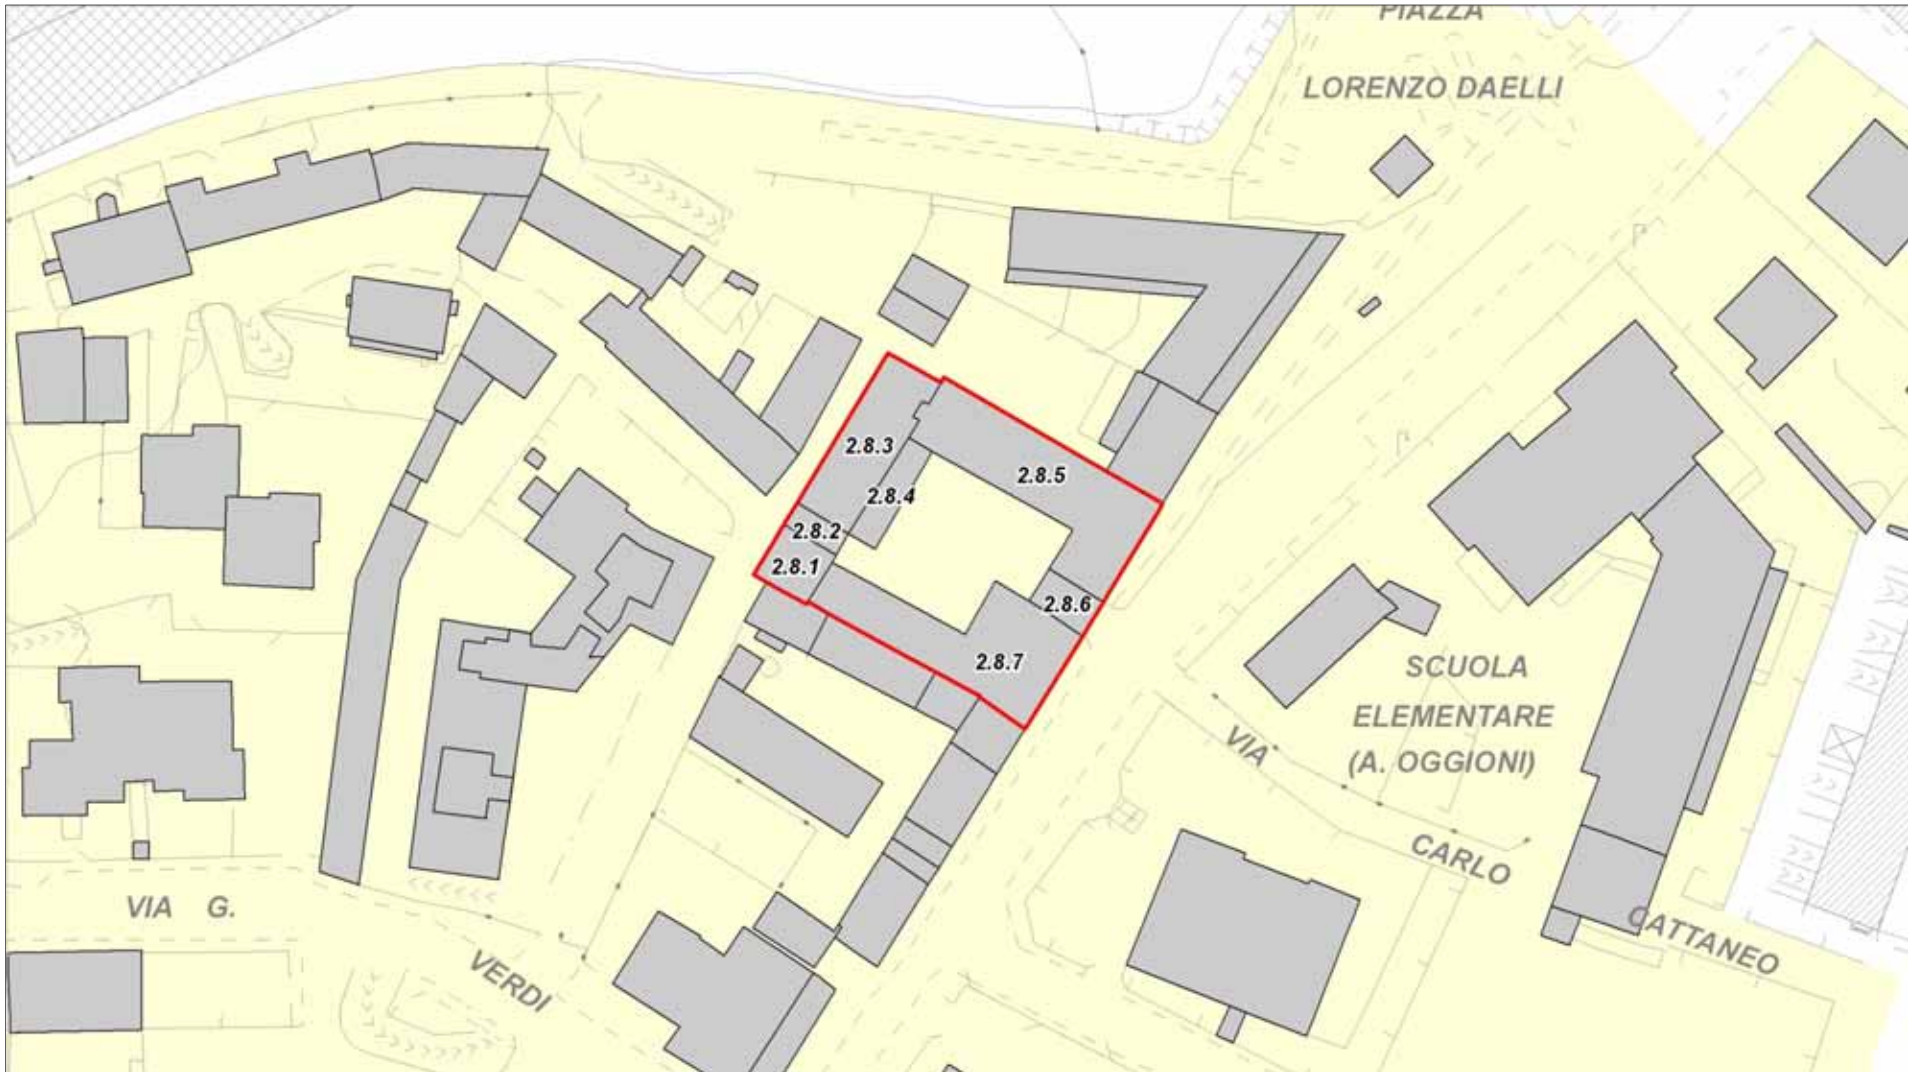 PIAZZA
LORENZO DAELLI
2.8.3
2.8.5
2.8.4
2.8.2
2.8.1
2.8.6
2.8.7
SCUOLA
ELEMENTARE
(A. OGGIONI)
VIA
CARLO
CATTANEO
VIA G.
VERDI